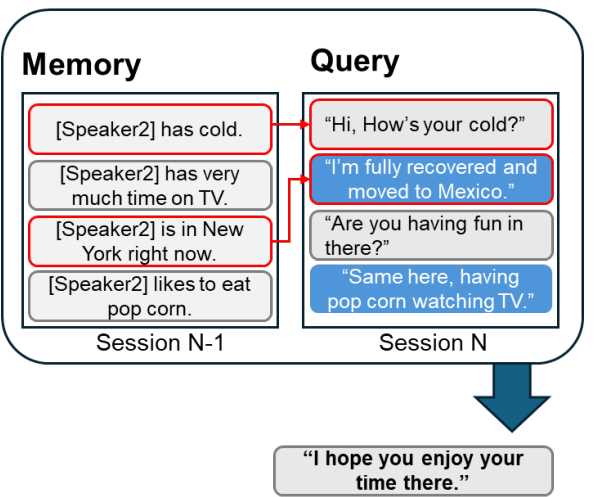 Memory
[Speaker2] has cold.
[Speaker2] has very
much time on TV.
[Speaker2] is in New
York right now.
[Speaker2] likes to eat
pop corn.
Session N-1
Query
“Hi, How's your cold?”
“I'm fully recovered and
moved to Mexico.”
“Are you having fun in
there?”
“Same here, having
pop corn watching TV.”
Session N
“I hope you enjoy your
time there.”